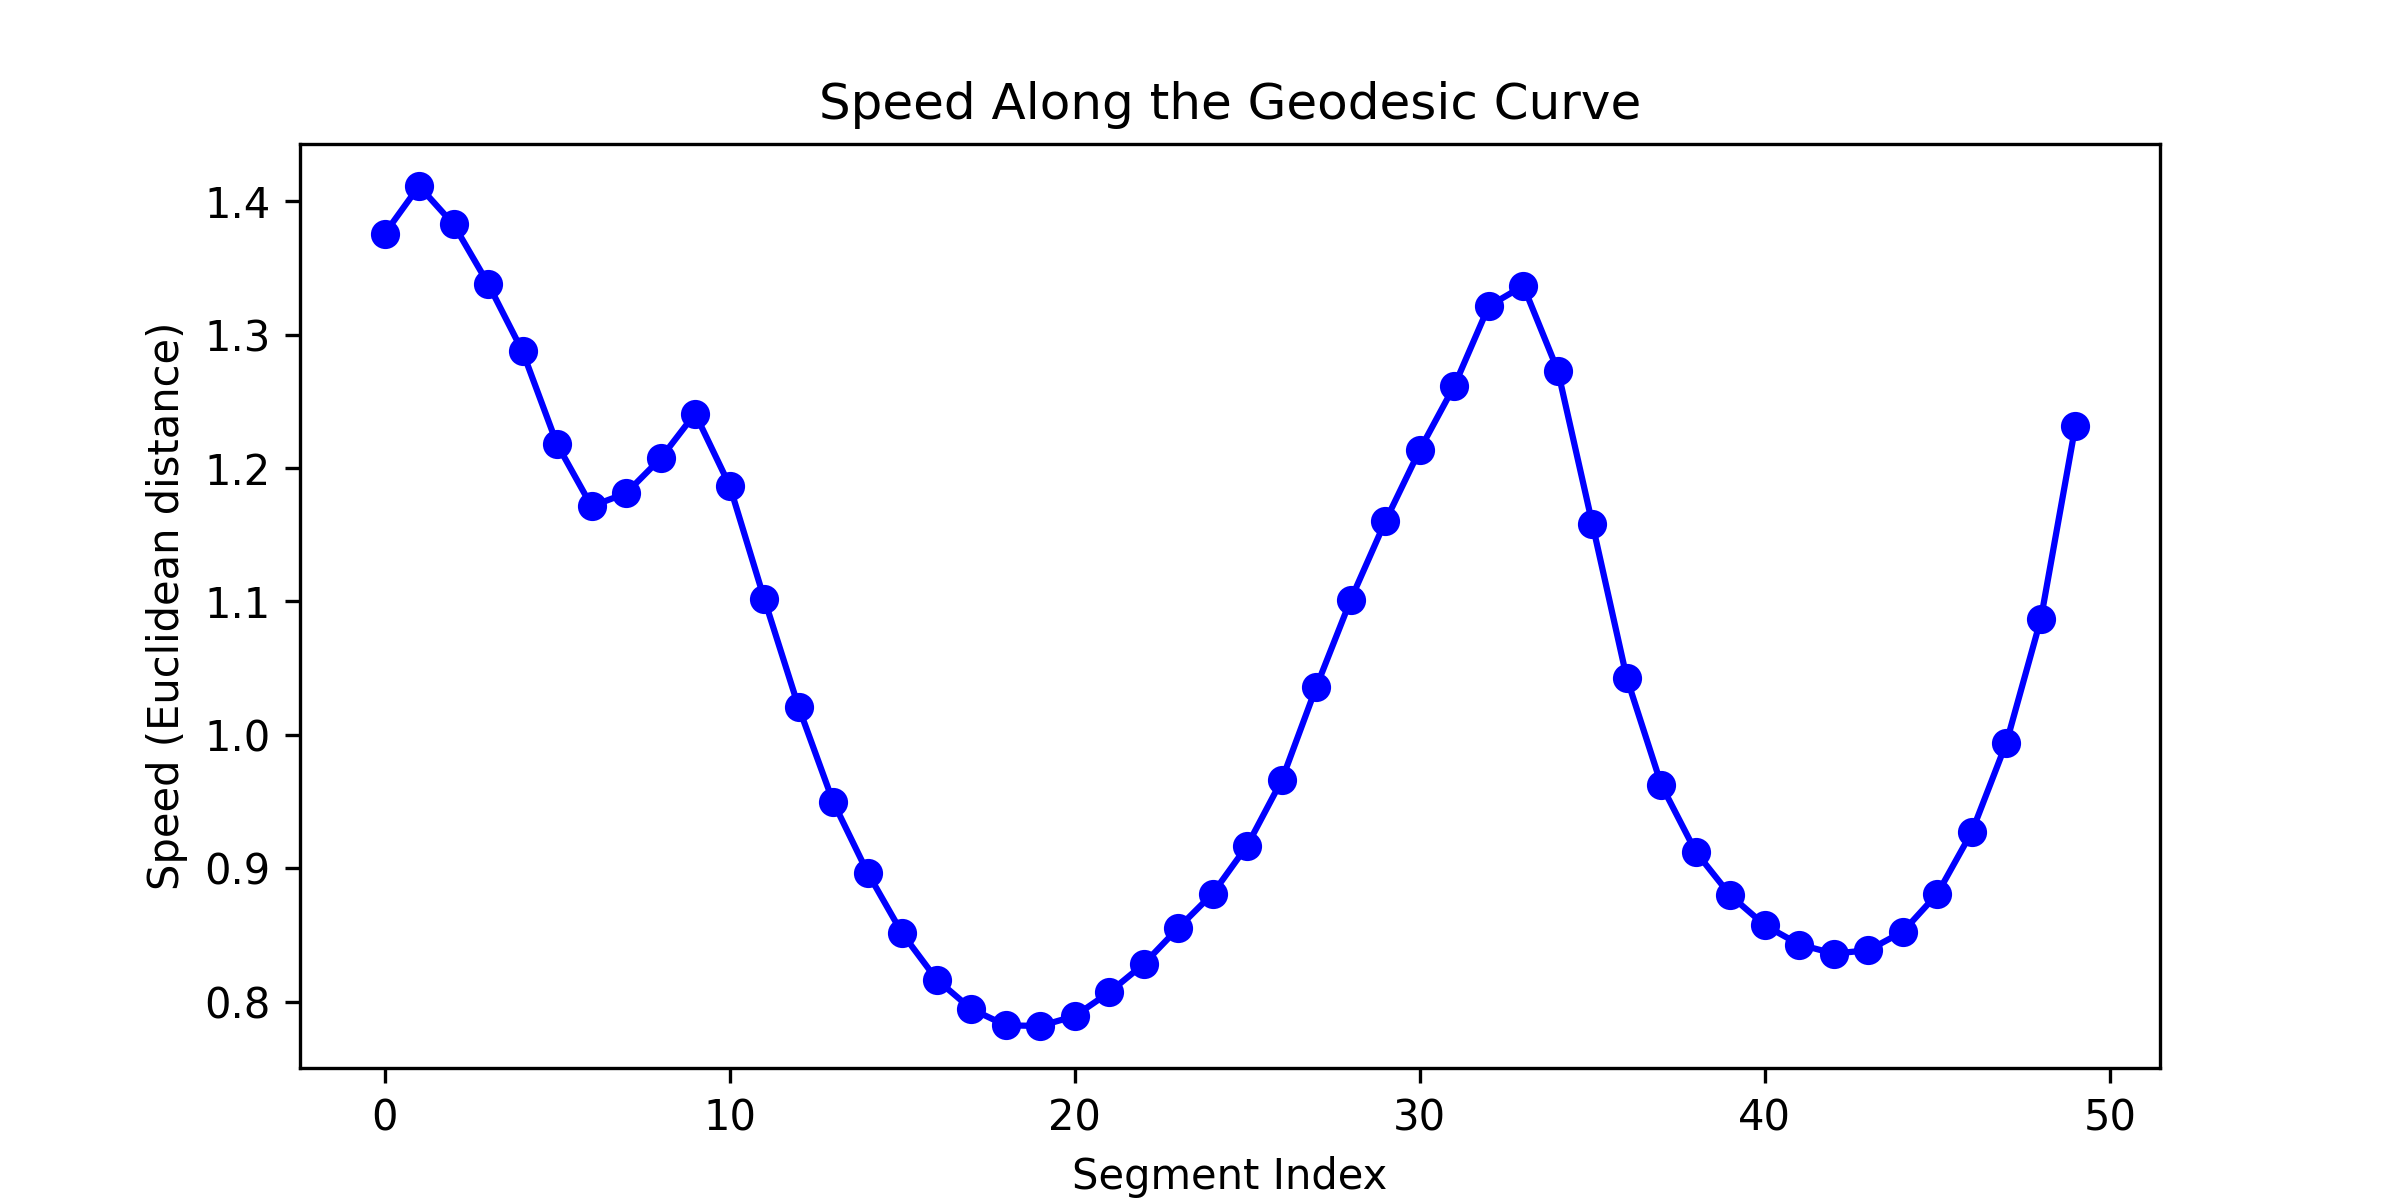 Speed Along the Geodesic Curve
Speed (Euclidean distance)
1.4
1.3
1.2
1.1
1.0
0.9
0.8
0 10 20 30 40 50
Segment Index